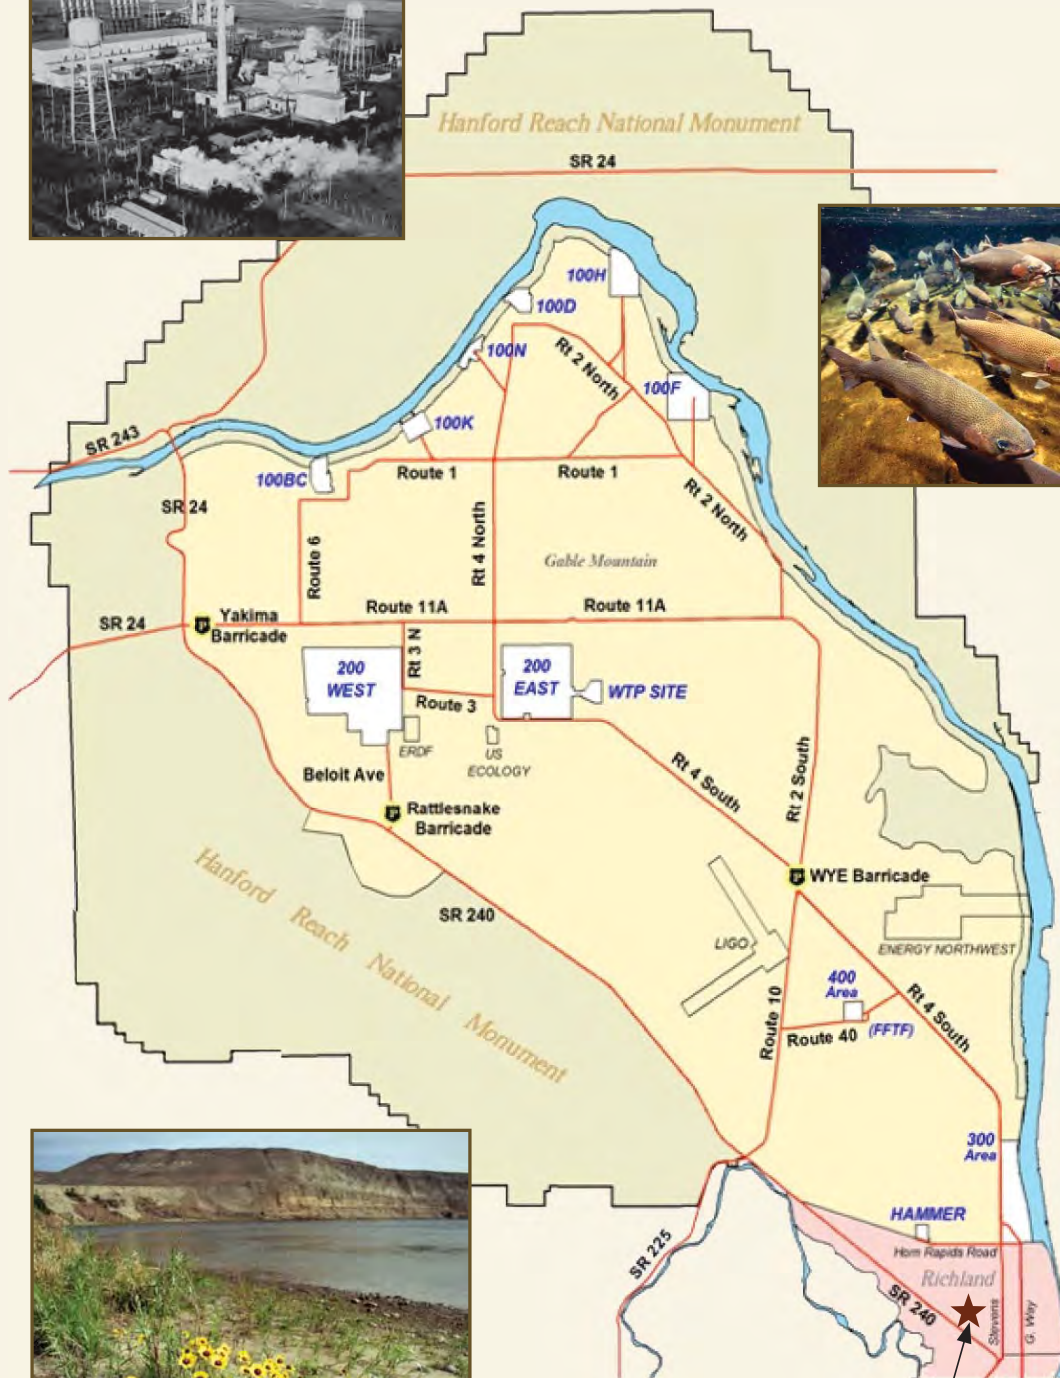 Hanford Reach National Monument
SR 24
100H
100D
Rt 2 North
100N
100F
100K
SR 243
Route 1
Route 1
100BC
SR 24
Rt 2 North
Rt 4 North
Route 6
Gable Mountain
Route 11A
Route 11A
SR 24
Yakima
Barricade
Rt 3 N
200
WEST
200
EAST
WTP SITE
Route 3
ERDF
US
ECOLOGY
Beloit Ave
Rt 4 South
Rt 2 South
Rattlesnake
Barricade
WYE Barricade
Hanford Reach National Monument
SR 240
LIGO
ENERGY NORTHWEST
400
Area
Rt 4 South
Route 10
Route 40
(FFTF)
300
Area
HAMMER
SR 225
Horn Rapids Road
Richland
SR 240
Stevens
G. Way